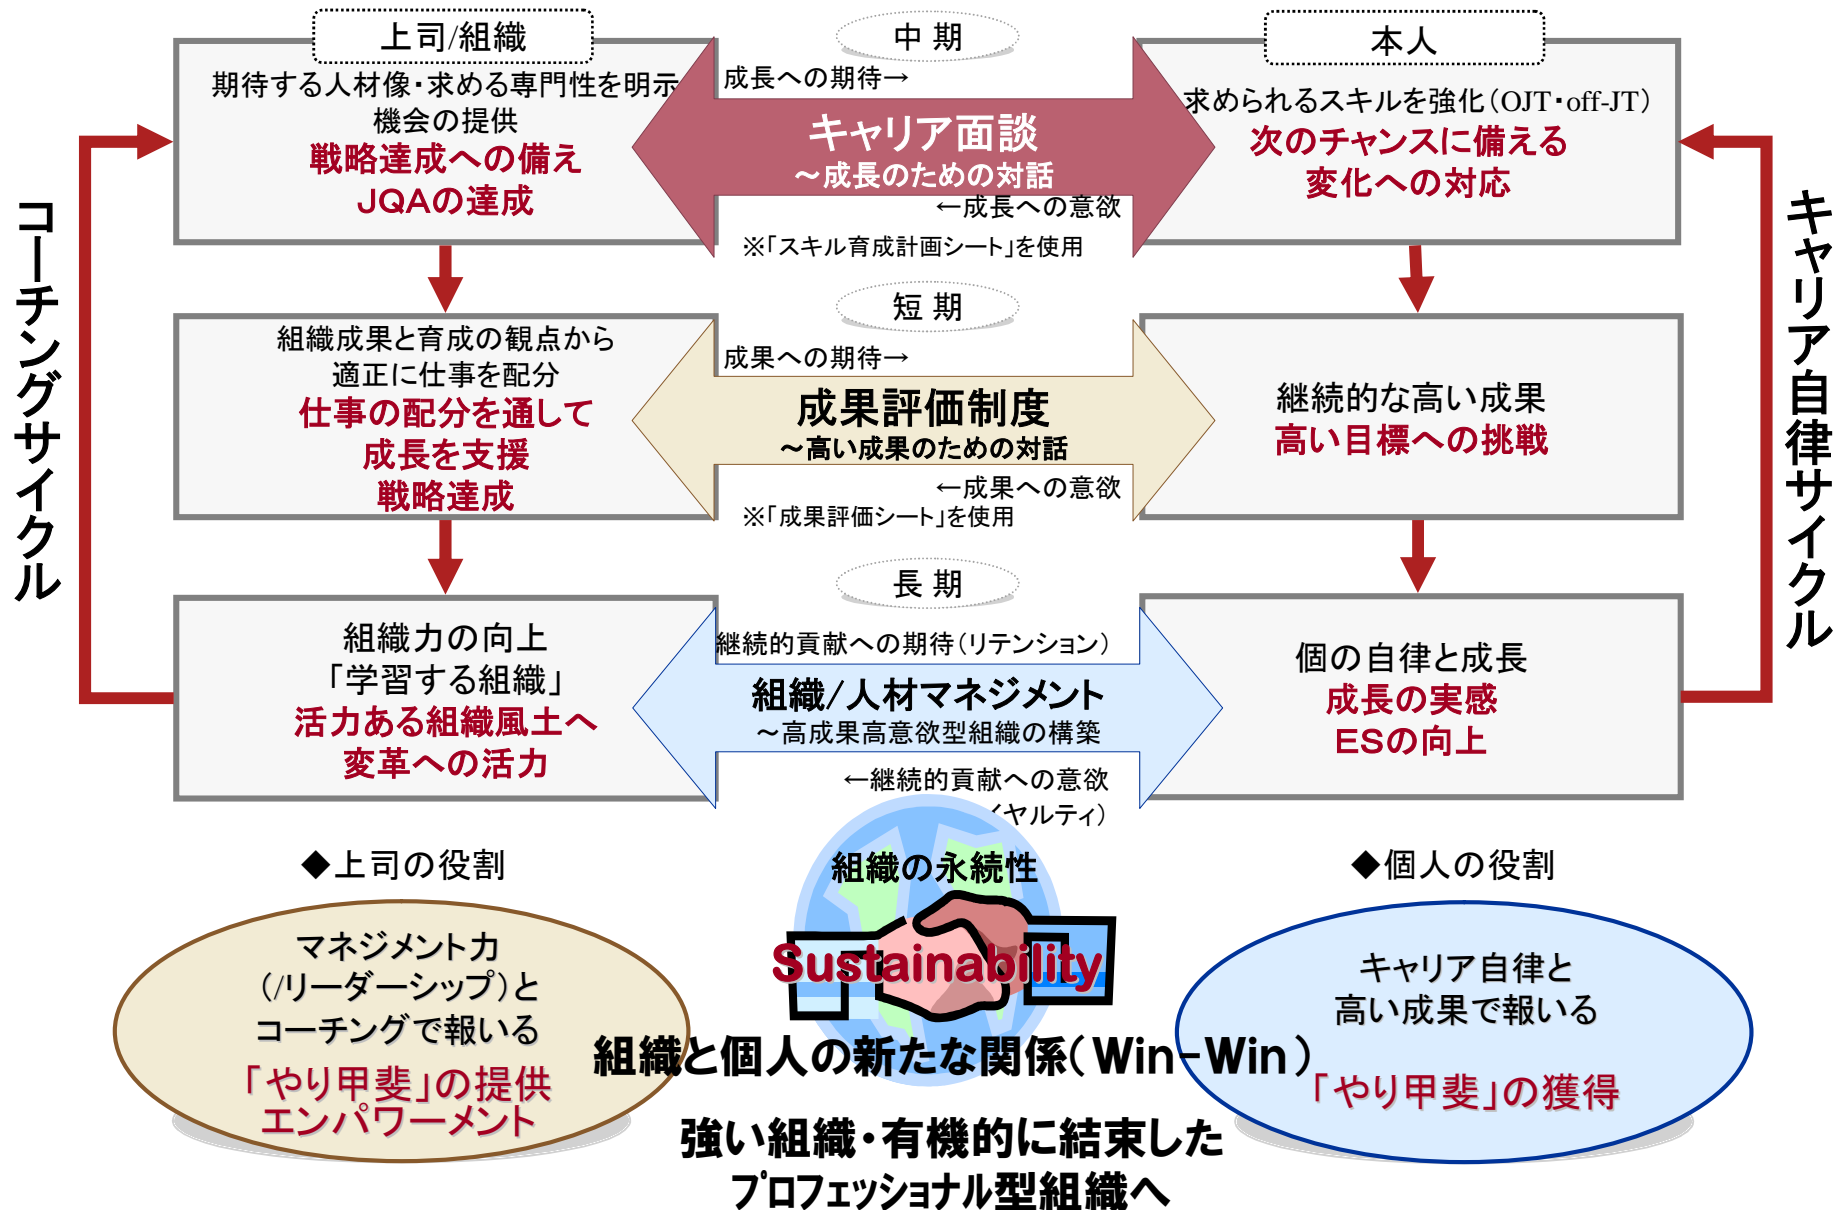 上司/組織
期待する人材像・求める専門性を明示
機会の提供
戦略達成への備え
JQAの達成
中 期
成長への期待→
キャリア面談
～成長のための対話
←成長への意欲
※「スキル育成計画シート」を使用
本人
求められるスキルを強化（OJT・off-JT）
次のチャンスに備える
変化への対応
コーチングサイクル
キャリア自律サイクル
組織成果と育成の観点から
適正に仕事を配分
仕事の配分を通して
成長を支援
戦略達成
短 期
成果への期待→
成果評価制度
～高い成果のための対話
←成果への意欲
※「成果評価シート」を使用
継続的な高い成果
高い目標への挑戦
組織力の向上
「学習する組織」
活力ある組織風土へ
変革への活力
長 期
継続的貢献への期待（リテンション）
組織/人材マネジメント
～高成果高意欲型組織の構築
←継続的貢献への意欲
ヤルティ）
個の自律と成長
成長の実感
ESの向上
◆上司の役割
マネジメント力
（/リーダーシップ）と
コーチングで報いる
「やり甲斐」の提供
エンパワーメント
組織の永続性
Sustainability
組織と個人の新たな関係（Win-Win）
強い組織・有機的に結束した
プロフェッショナル型組織へ
◆個人の役割
キャリア自律と
高い成果で報いる
「やり甲斐」の獲得